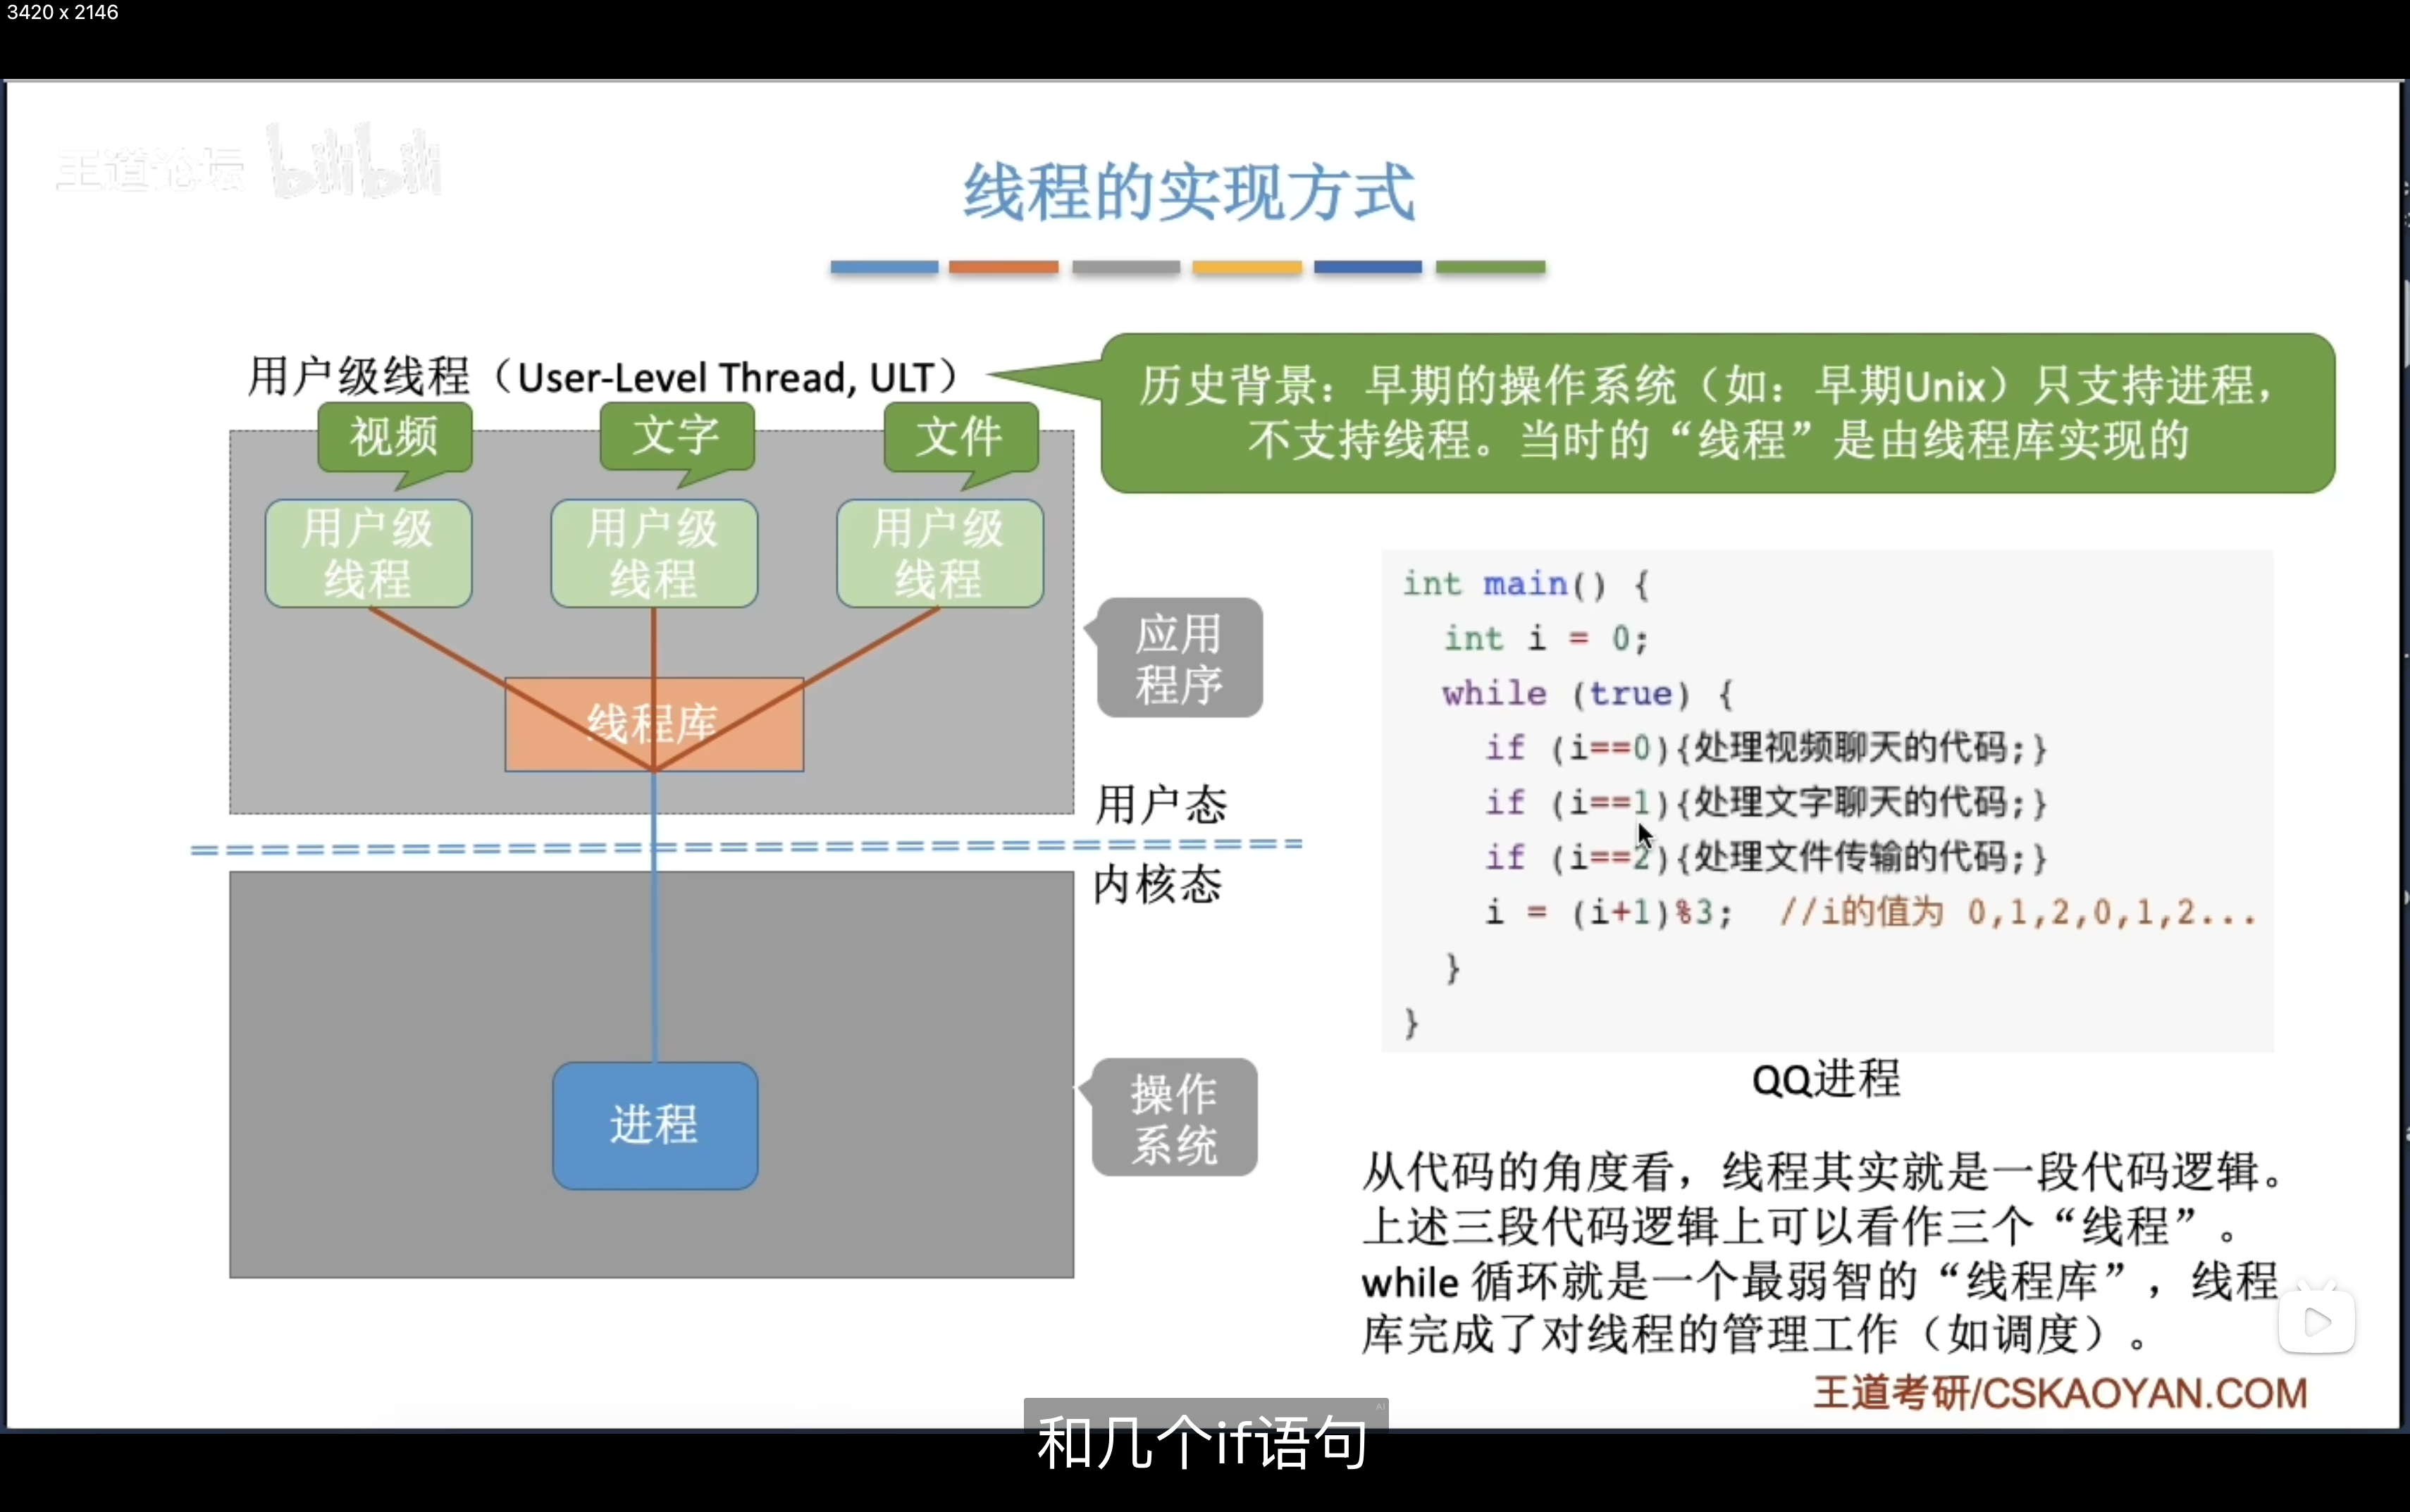 3420 x 2146
王道论坛 bilibili
线程的实现方式
用户级线程（User-Level Thread, ULT）
历史背景：早期的操作系统（如：早期Unix）只支持进程，
不支持线程。当时的“线程”是由线程库实现的
视频
文字
文件
用户级
线程
用户级
线程
用户级
线程
线程库
应用
程序
用户态
内核态
进程
操作
系统
int main() {
int i = 0;
while (true) {
if (i==0){处理视频聊天的代码;}
if (i==1){处理文字聊天的代码;}
if (i==2){处理文件传输的代码;}
i = (i+1)%3; //i的值为 0,1,2,0,1,2...
}
}
QQ进程
从代码的角度看，线程其实就是一段代码逻辑。
上述三段代码逻辑上可以看作三个“线程”。
while 循环就是一个最弱智的“线程库”，线程
库完成了对线程的管理工作（如调度）。
王道考研/CSKAOYAN.COM
AI
和几个if语句